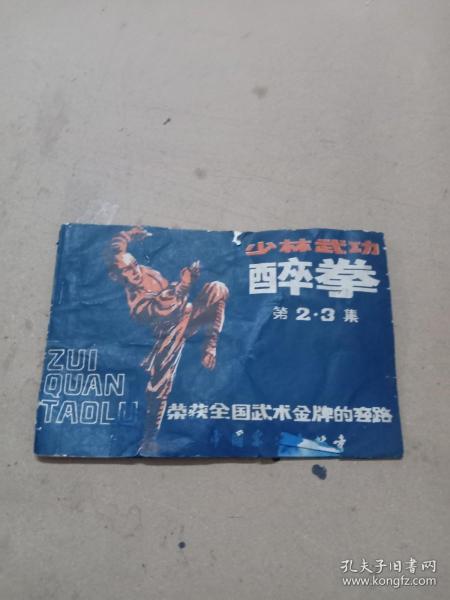 少林武功
醉拳
第2·3集
ZUI
QUAN
TAOLU
荣获全国武术金牌的套路
孔夫子旧书网
www.kongfz.com